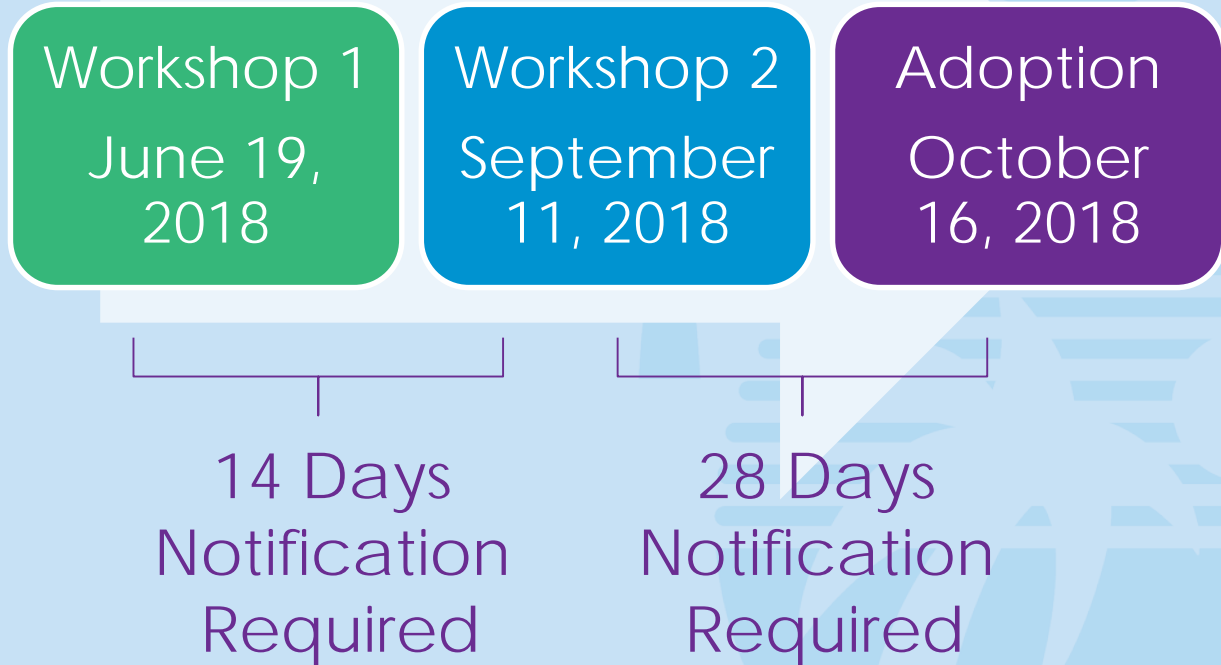 Workshop 1
June 19,
2018
Workshop 2
September
11, 2018
Adoption
October
16, 2018
14 Days
Notification
Required
28 Days
Notification
Required